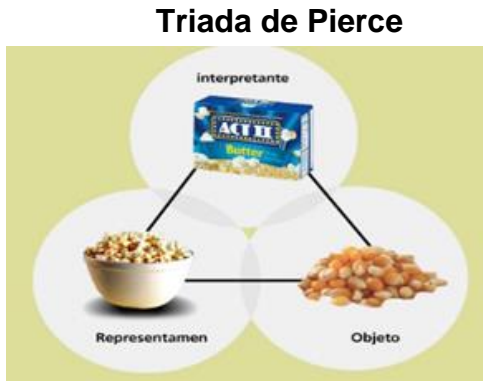 Triada de Pierce
interpretante
ACT II
Butter
Representamen
Objeto